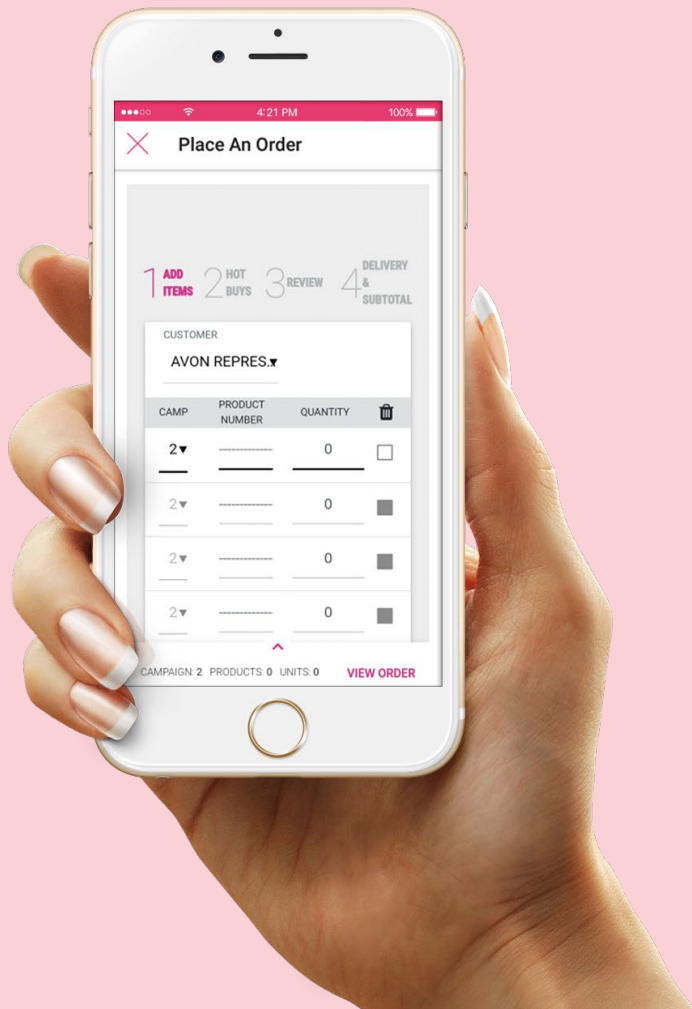 4:21 PM 100%
Place An Order
1 ADD ITEMS 2 HOT BUYS 3 REVIEW 4 DELIVERY & SUBTOTAL
CUSTOMER
AVON REPRES..
CAMP PRODUCT NUMBER QUANTITY
2 0
2 0
2 0
2 0
CAMPAIGN: 2 PRODUCTS: 0 UNITS: 0 VIEW ORDER